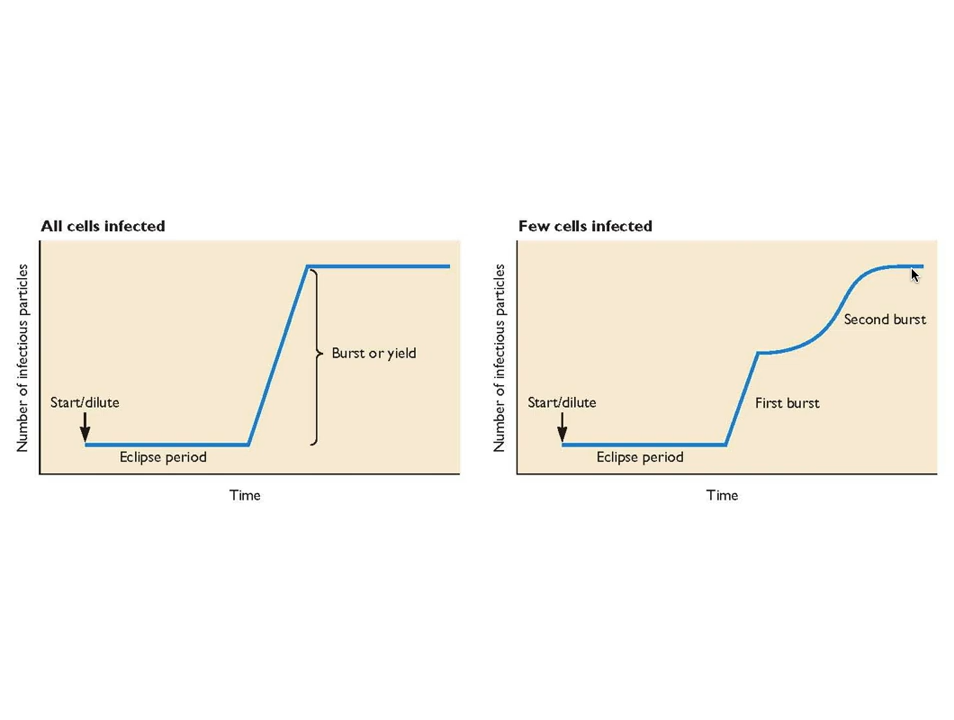 All cells infected
Number of infectious particles
Start/dilute
Eclipse period
Burst or yield
Time
Few cells infected
Number of infectious particles
Start/dilute
Eclipse period
First burst
Second burst
Time